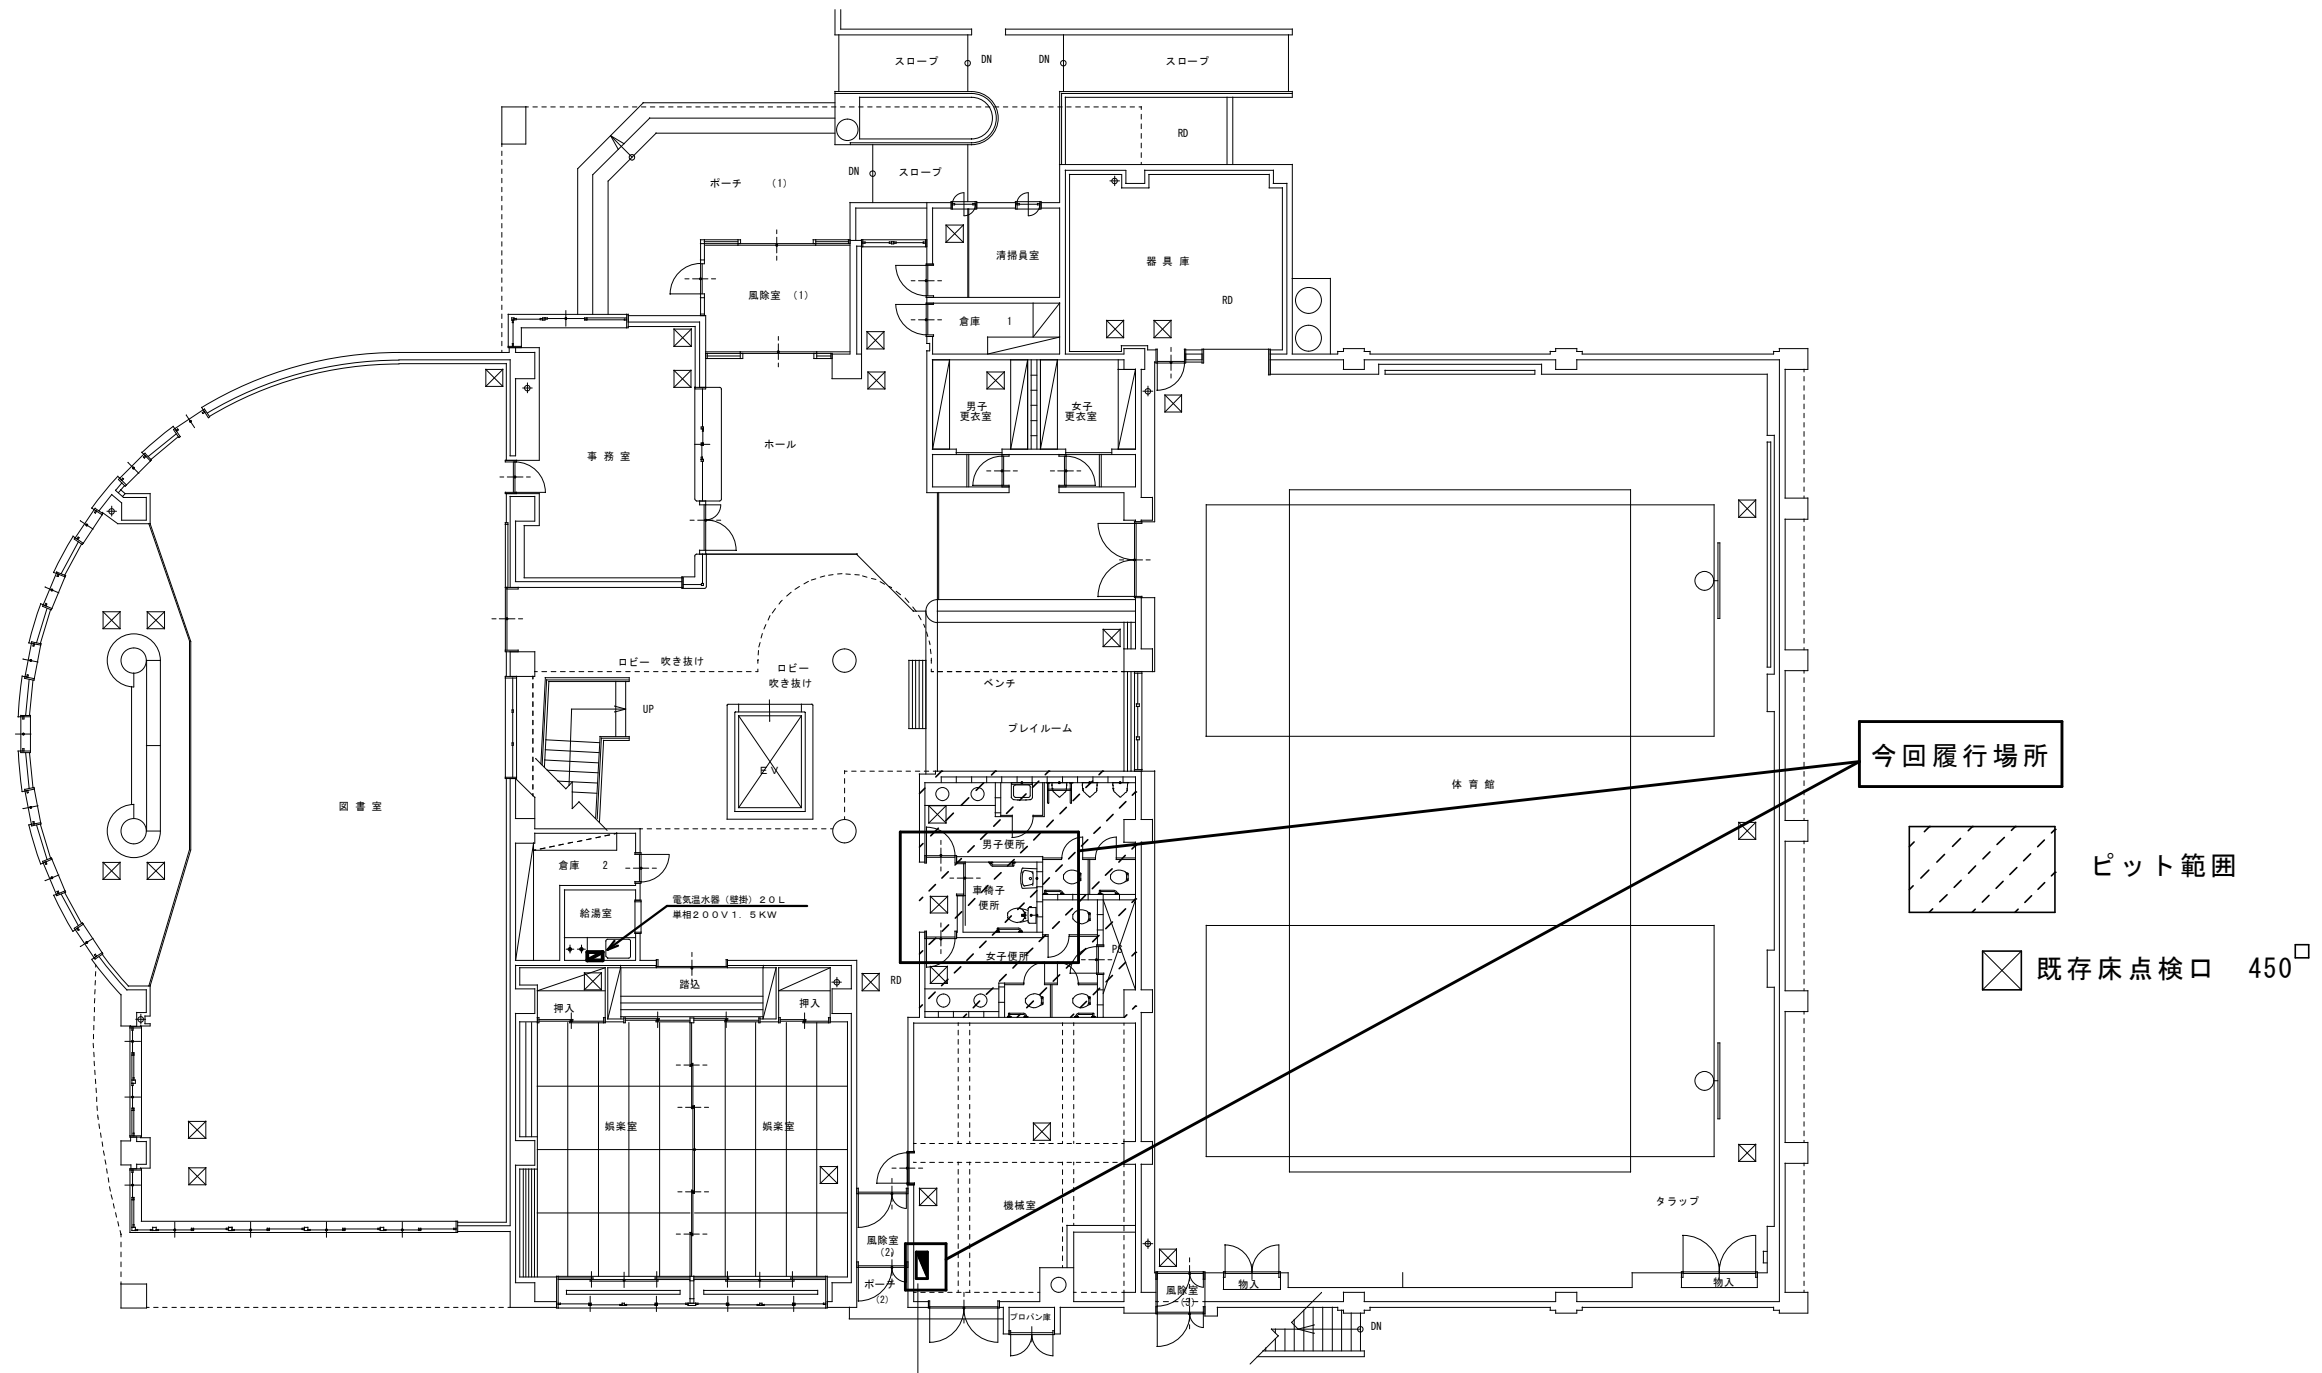 スロープ
DN
DN
スロープ
RD
ポーチ (1)
DN
スロープ
清掃員室
器 具 庫
風除室 (1)
RD
倉庫 1
男子
更衣室
女子
更衣室
ホール
事 務 室
ロビー 吹き抜け
ロビー
吹き抜け
ベンチ
UP
プレイルーム
今回履行場所
EV
体 育 館
図 書 室
男子便所
ピット範囲
倉庫 2
車椅子
便所
電気温水器(壁掛)20L
単相200V1.5KW
給湯室
PS
女子便所
既存床点検口 450□
踏込
RD
押入
押入
娯楽室
娯楽室
機械室
タラップ
風除室
(2)
ポーチ
(2)
風除室
(3)
物入
物入
プロパン庫
DN